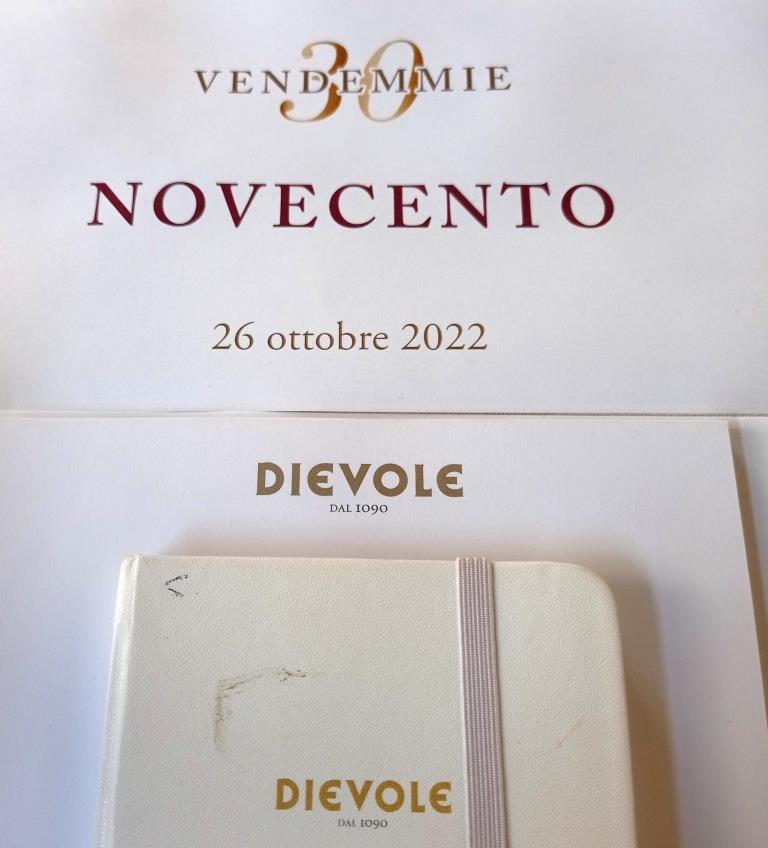 30
VENDEMMIE
NOVECENTO
26 ottobre 2022
DIEVOLE
DAL 1090
DIEVOLE
DAL 1090